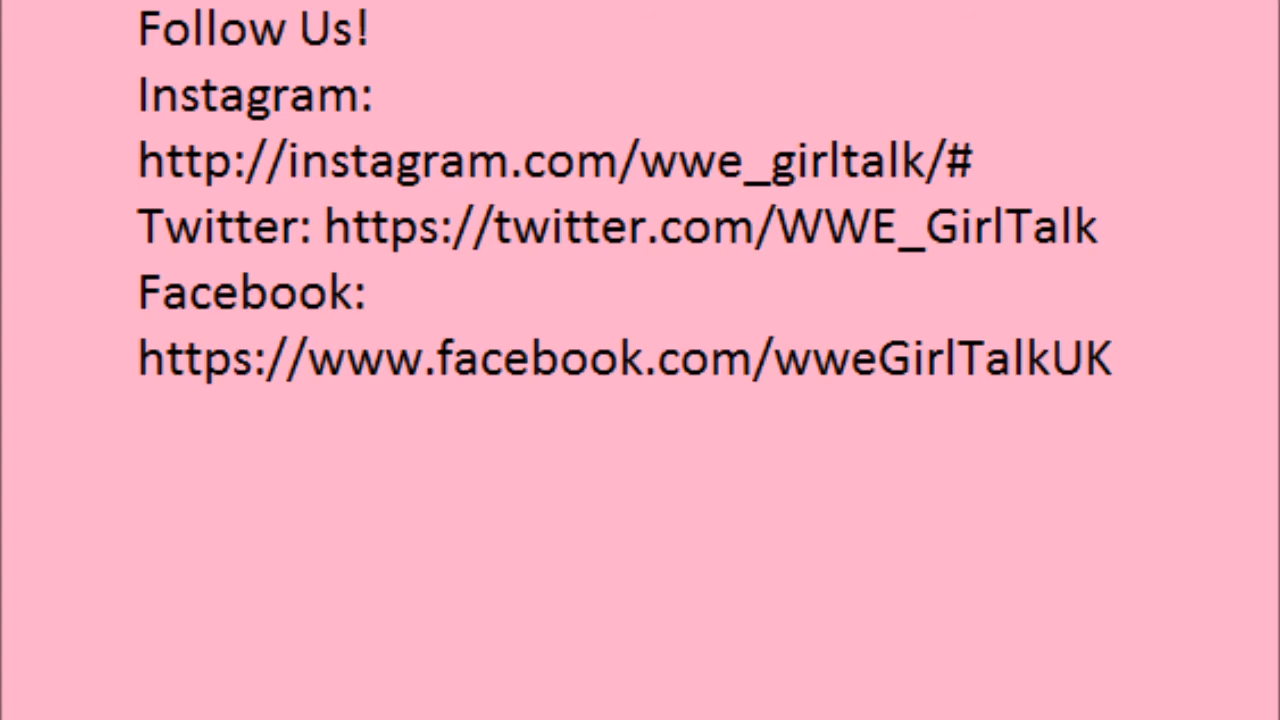 Follow Us!
Instagram:
http://instagram.com/wwe_girltalk/#
Twitter: https://twitter.com/WWE_GirlTalk
Facebook:
https://www.facebook.com/wweGirlTalkUK